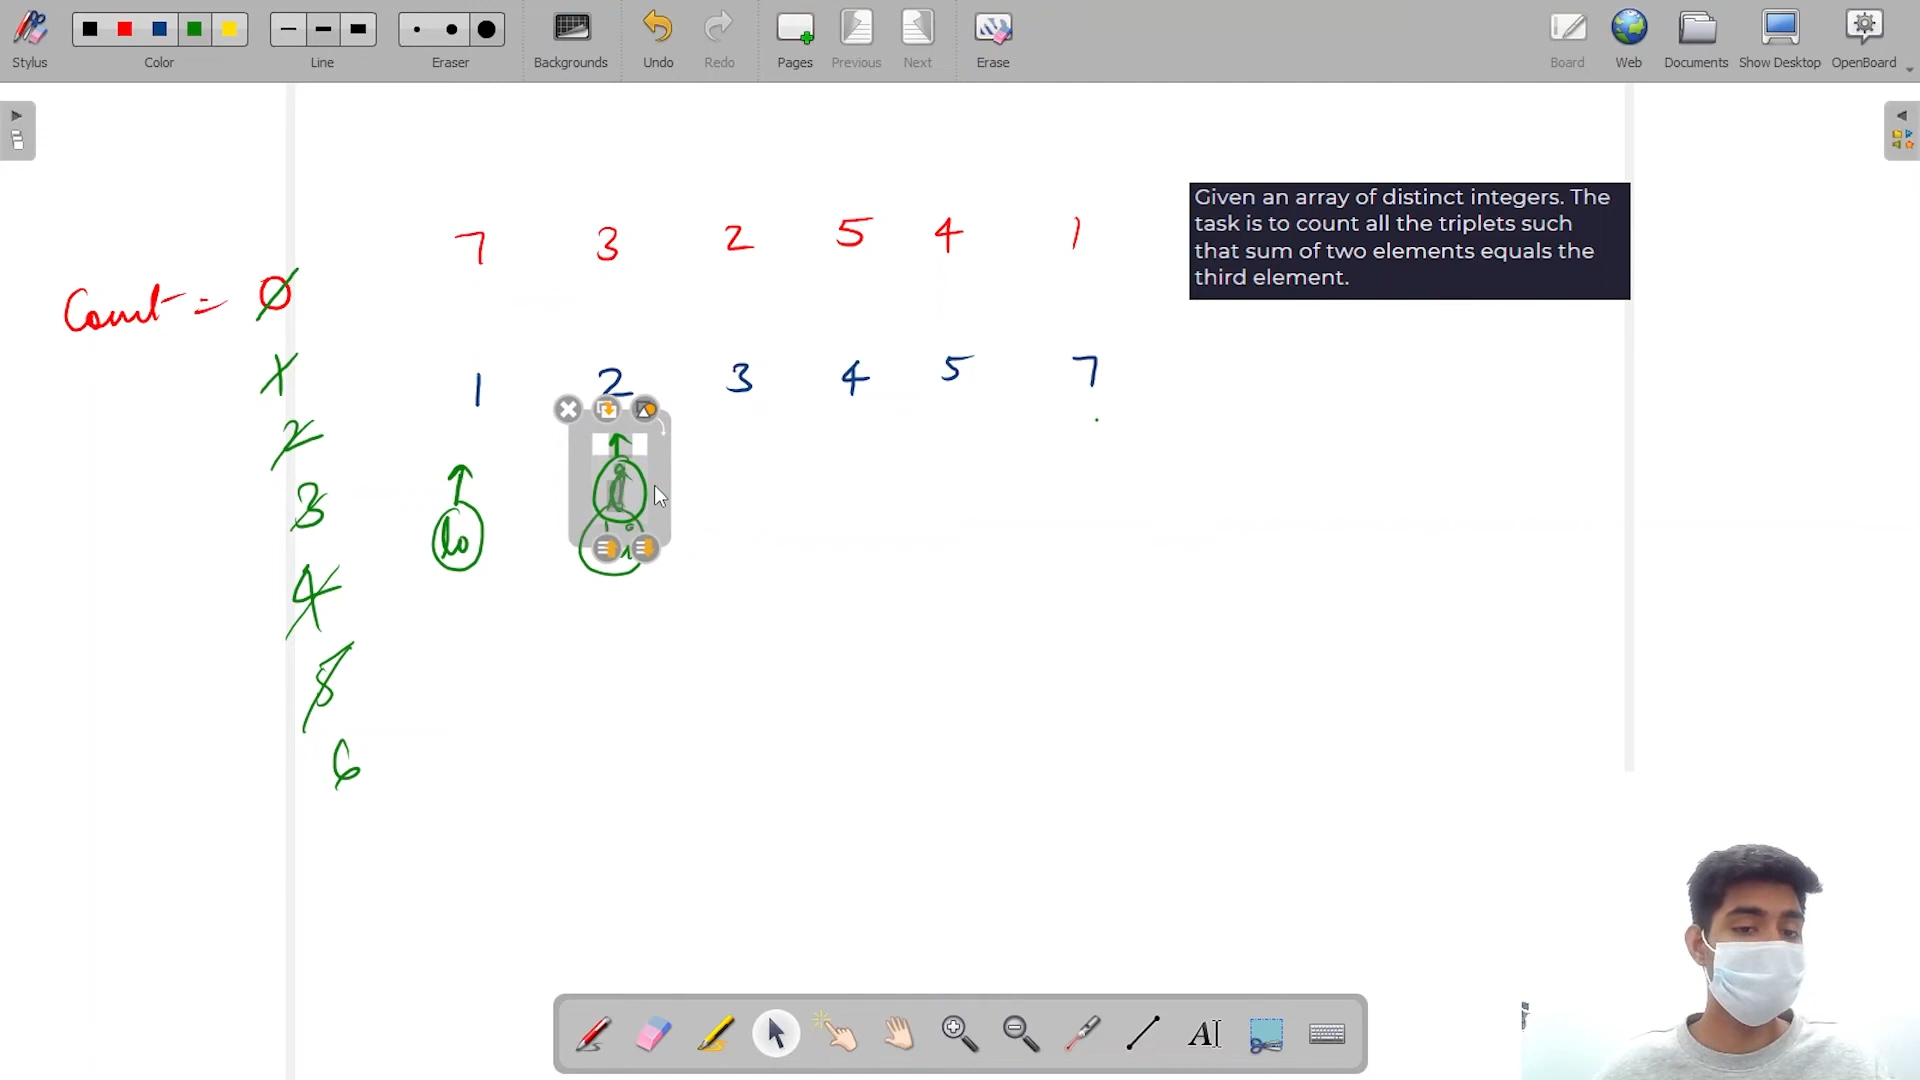 Stylus
Color
Line
Eraser
Backgrounds
Undo
Redo
Pages
Previous
Next
Erase
Board
Web
Documents
Show Desktop
OpenBoard
Given an array of distinct integers. The
task is to count all the triplets such
that sum of two elements equals the
third element.
7 3 2 5 4 1
Count = 0
1 2 3 4 5 7
1
2
3
4
5
6
lo
i